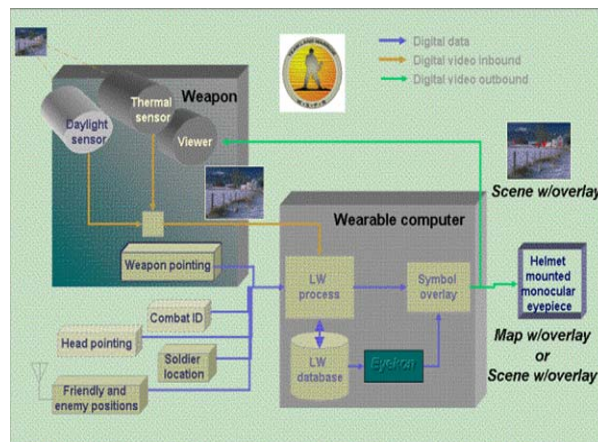 Digital data
Digital video inbound
Digital video outbound
Weapon
Thermal
sensor
Daylight
sensor
Viewer
Scene w/overlay
Wearable computer
Weapon pointing
LW
process
Symbol
overlay
Helmet
mounted
monocular
eyepiece
Combat ID
Head pointing
Soldier
location
Map w/overlay
or
Scene w/overlay
LW
database
Eyekon
Friendly and
enemy positions